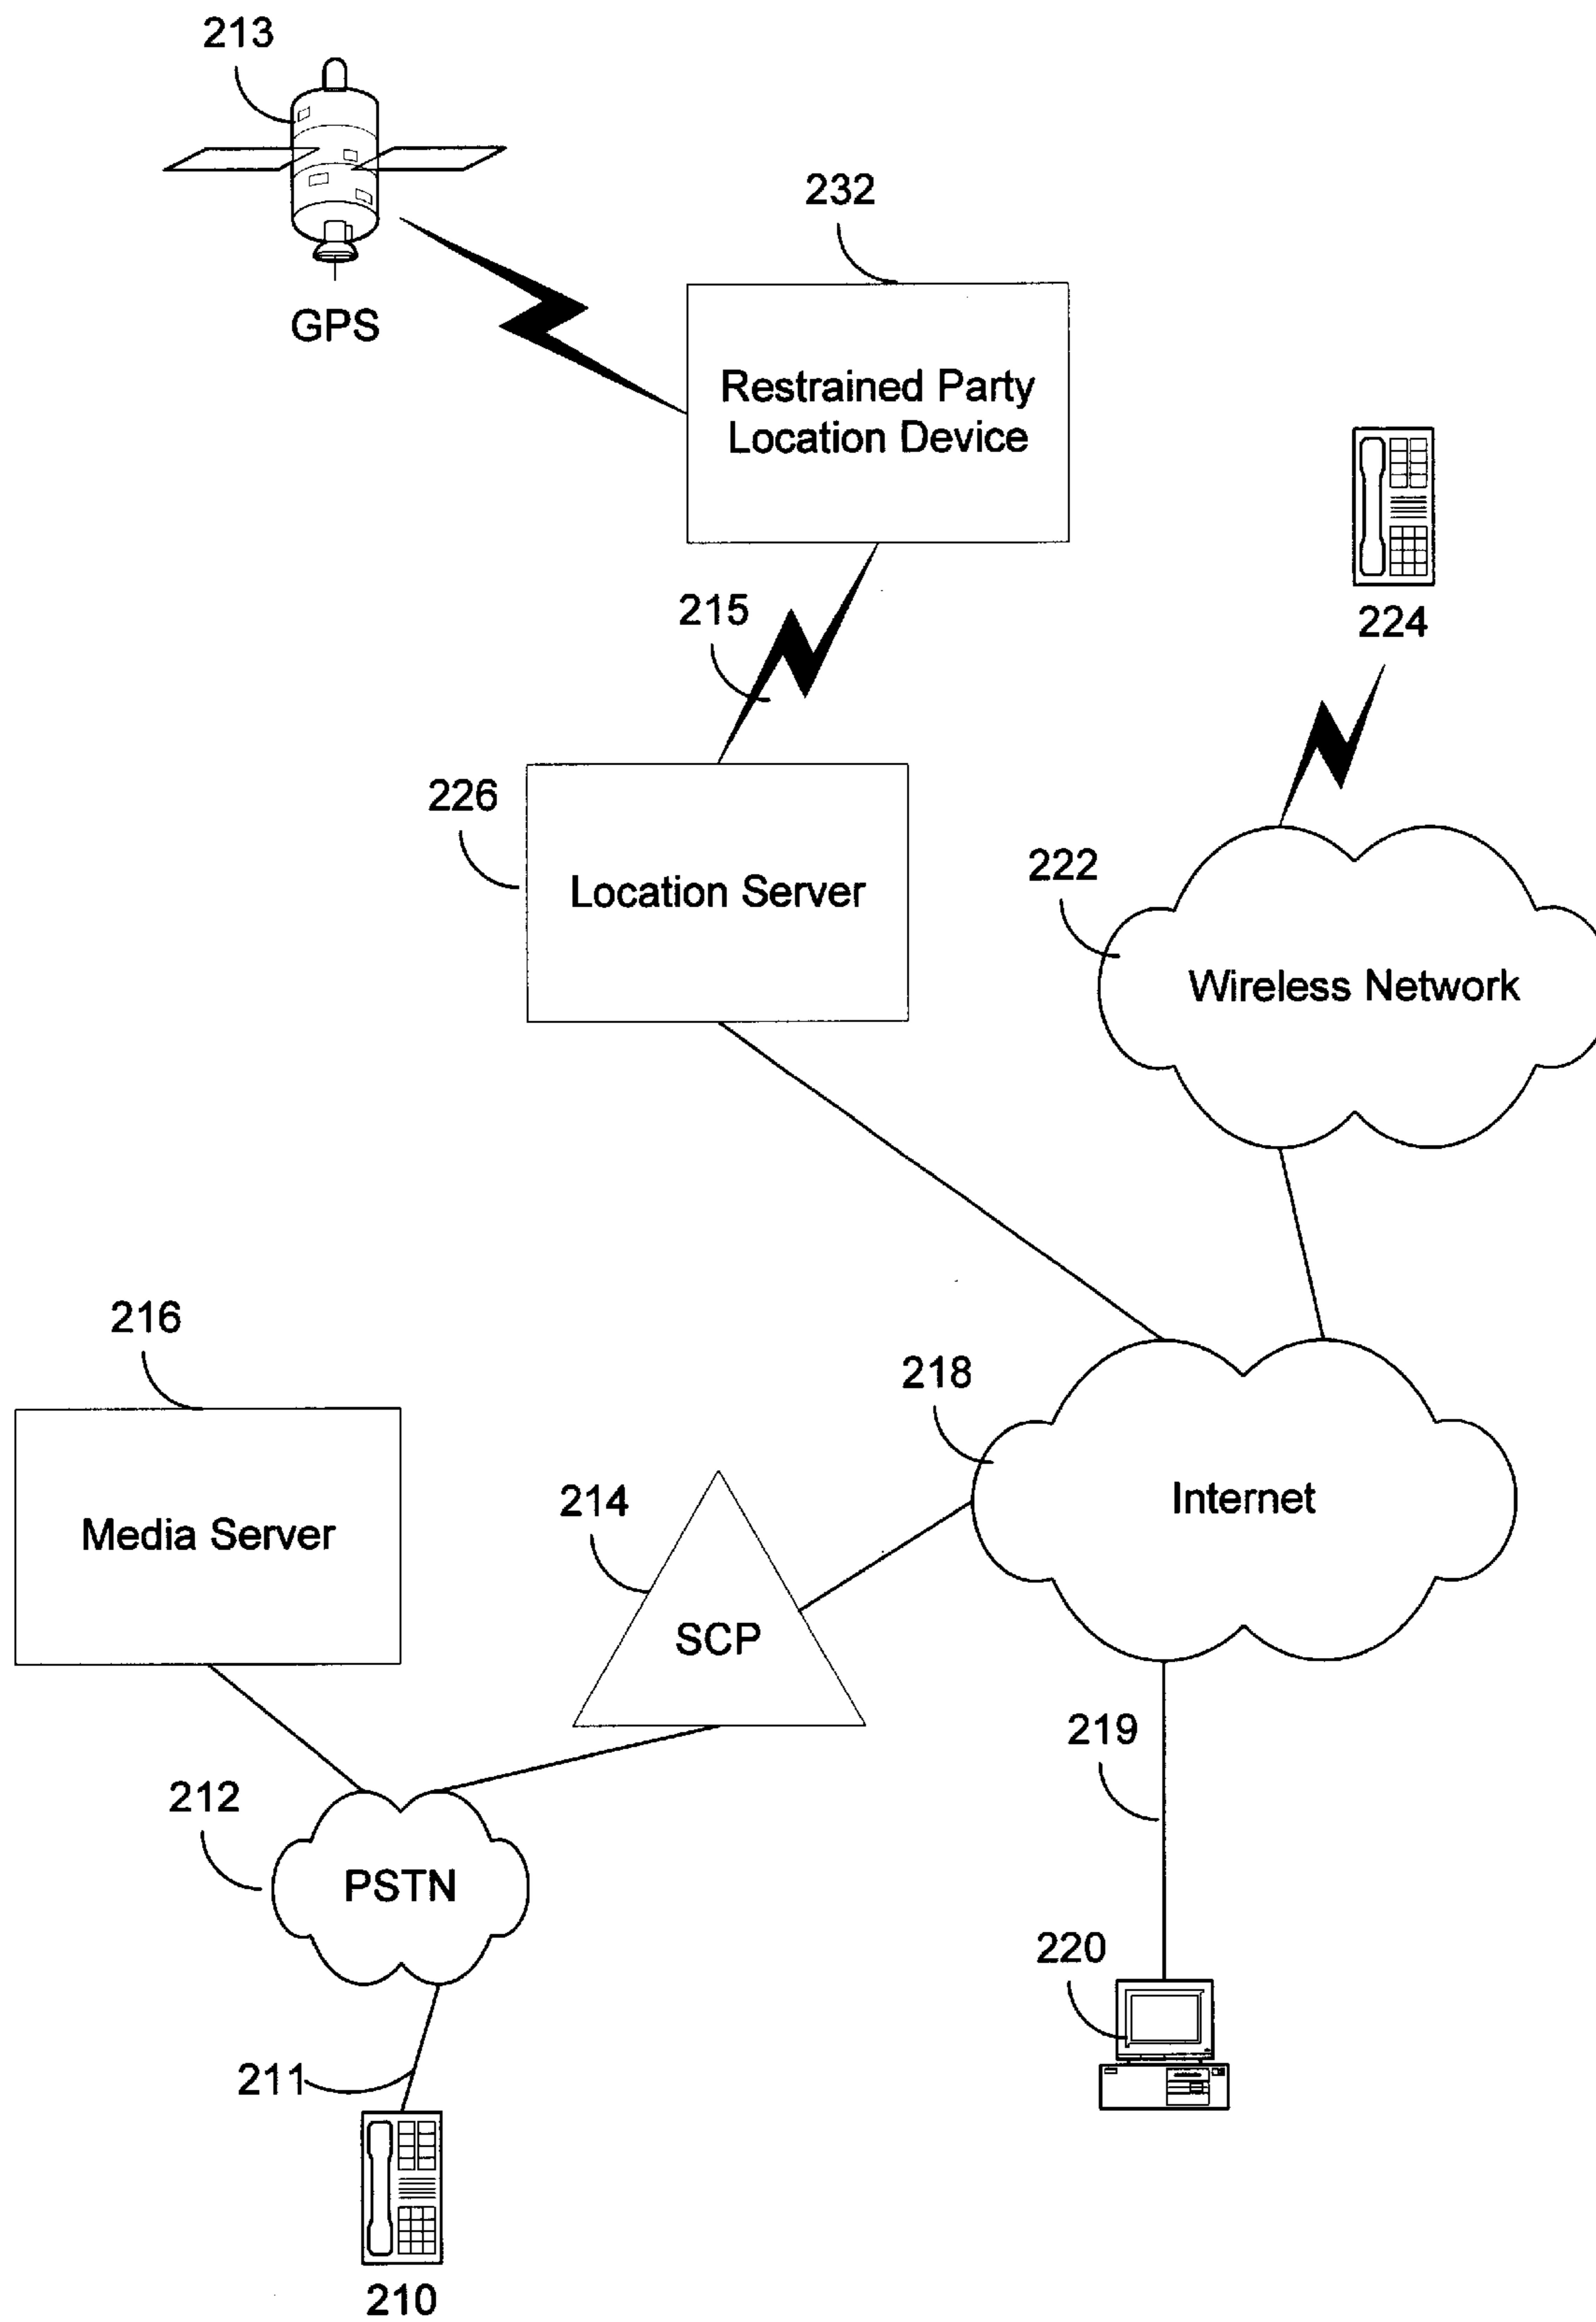 213
GPS
232
Restrained Party
Location Device
224
215
226
Location Server
222
Wireless Network
216
Media Server
218
Internet
214
SCP
219
212
PSTN
220
211
210